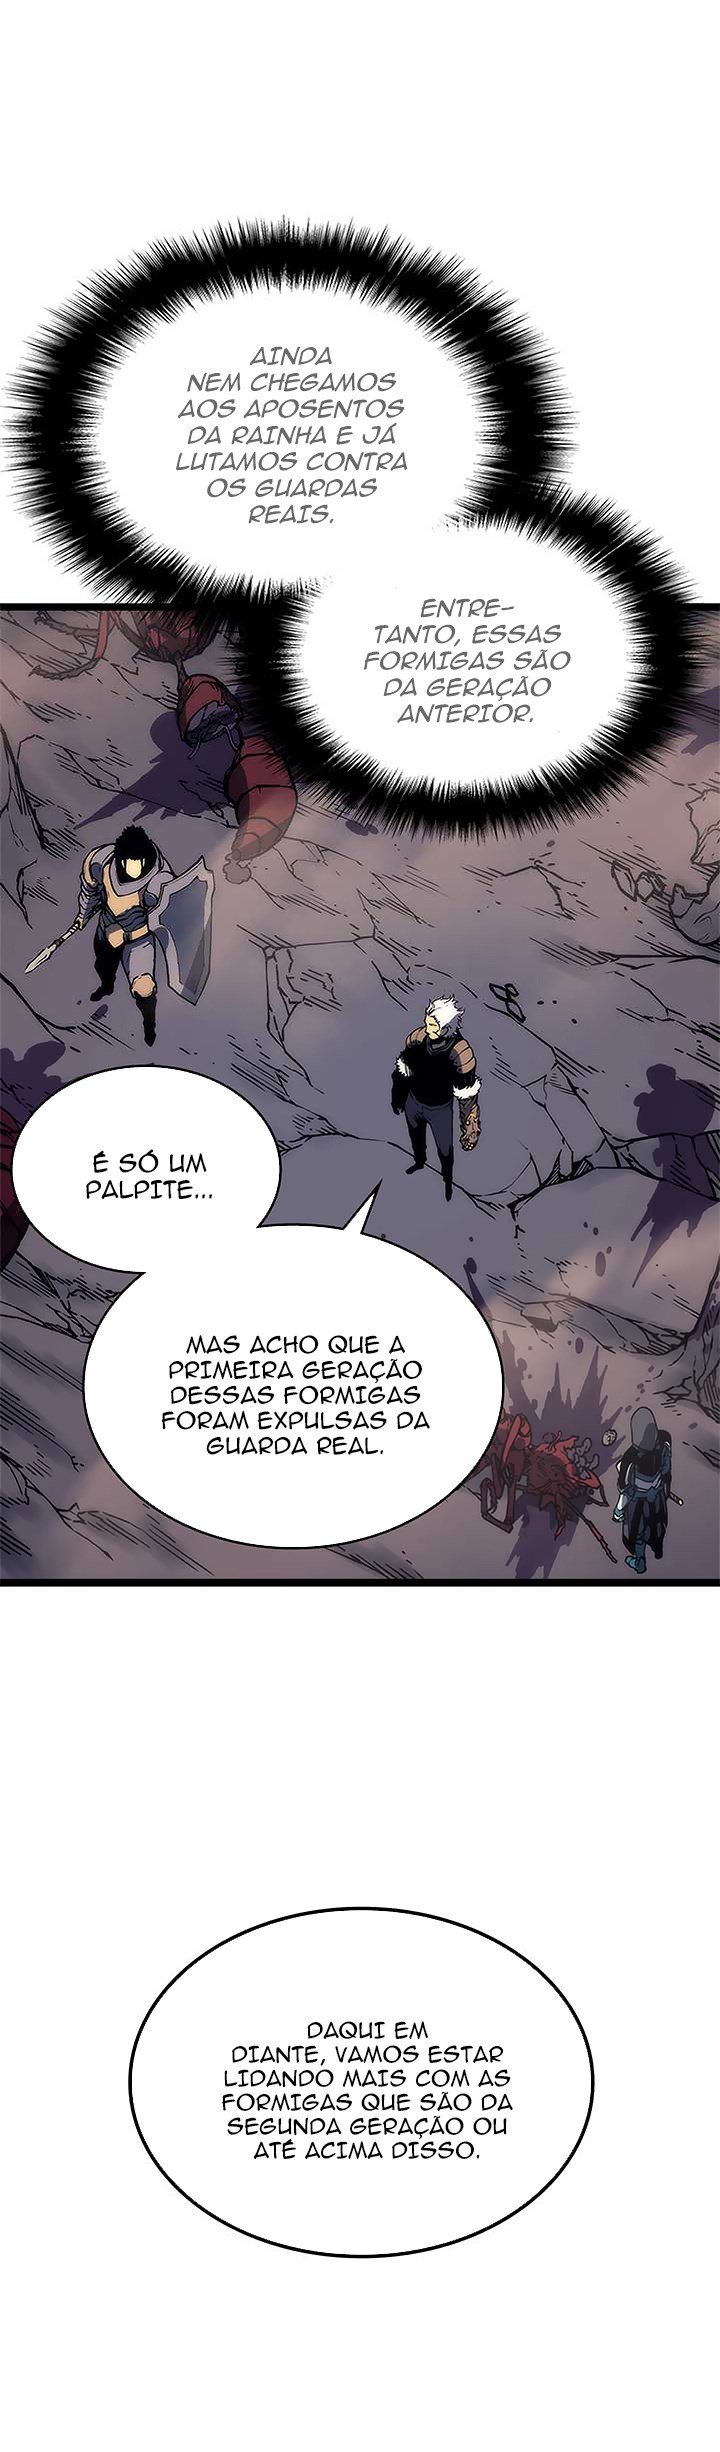 AINDA
NEM CHEGAMOS
AOS APOSENTOS
DA RAINHA E JÁ
LUTAMOS CONTRA
OS GUARDAS
REAIS.
ENTRE-
TANTO, ESSAS
FORMIGAS SÃO
DA GERAÇÃO
ANTERIOR.
É SÓ UM
PALPITE...
MAS ACHO QUE A
PRIMEIRA GERAÇÃO
DESSAS FORMIGAS
FORAM EXPULSAS DA
GUARDA REAL.
DAQUI EM
DIANTE, VAMOS ESTAR
LIDANDO MAIS COM AS
FORMIGAS QUE SÃO DA
SEGUNDA GERAÇÃO OU
ATÉ ACIMA DISSO.